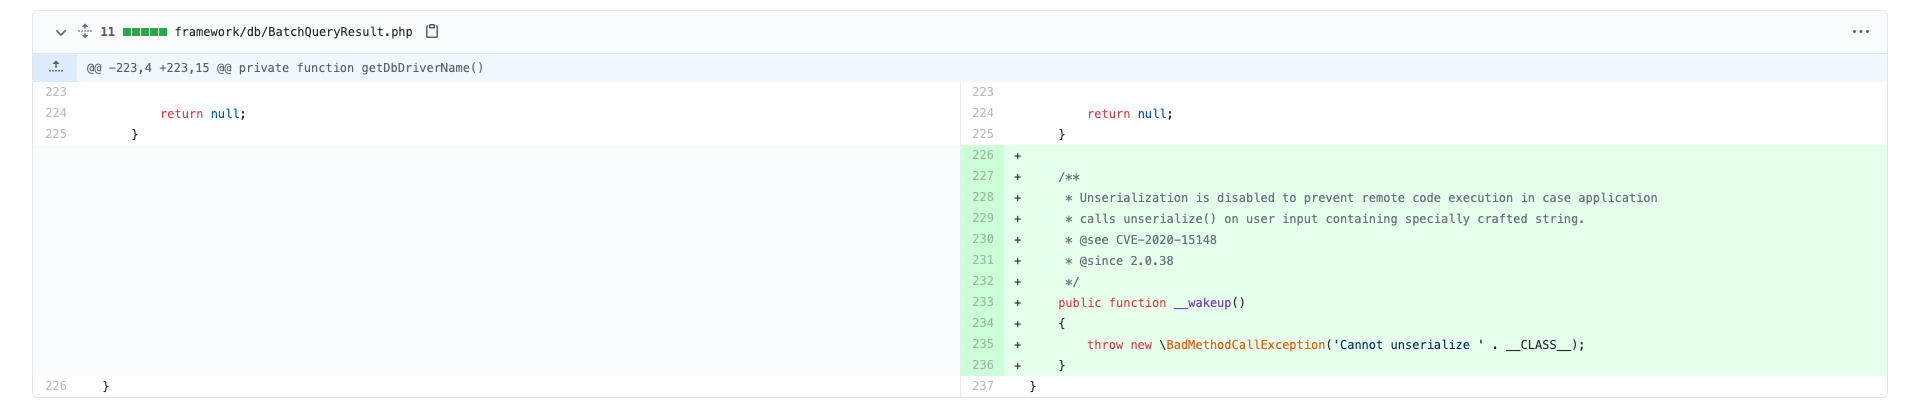 11 framework/db/BatchQueryResult.php
@@ -223,4 +223,15 @@ private function getDbDriverName()
223 223
224 return null; 224 return null;
225 } 225 }
226 +
227 + /**
228 + * Unserialization is disabled to prevent remote code execution in case application
229 + * calls unserialize() on user input containing specially crafted string.
230 + * @see CVE-2020-15148
231 + * @since 2.0.38
232 + */
233 + public function __wakeup()
234 + {
235 + throw new \BadMethodCallException('Cannot unserialize ' . __CLASS__);
236 + }
226 } 237 }